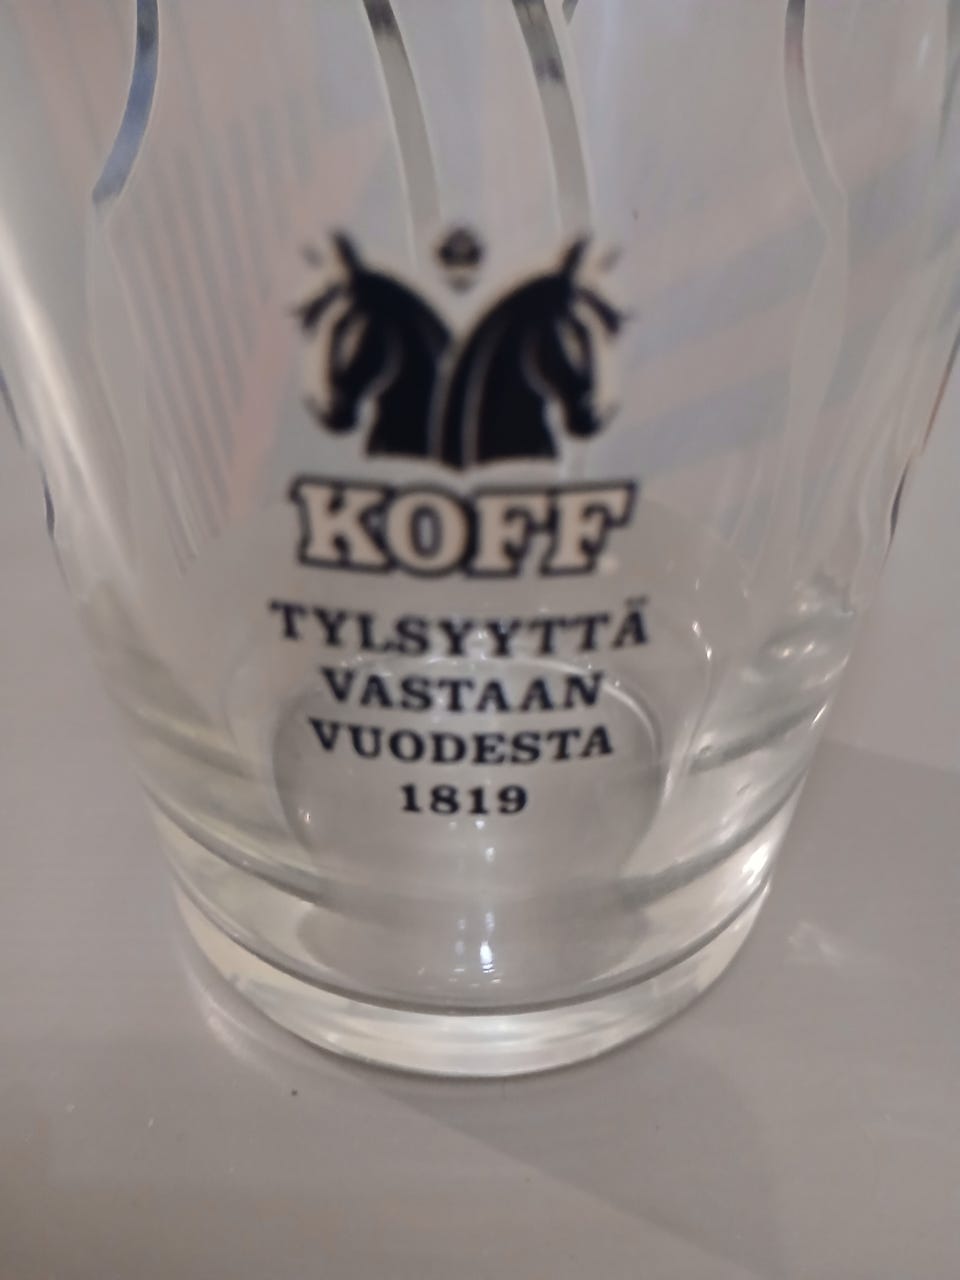 KOFF
TYLSYYTTÄ
VASTAAN
VUODESTA
1819